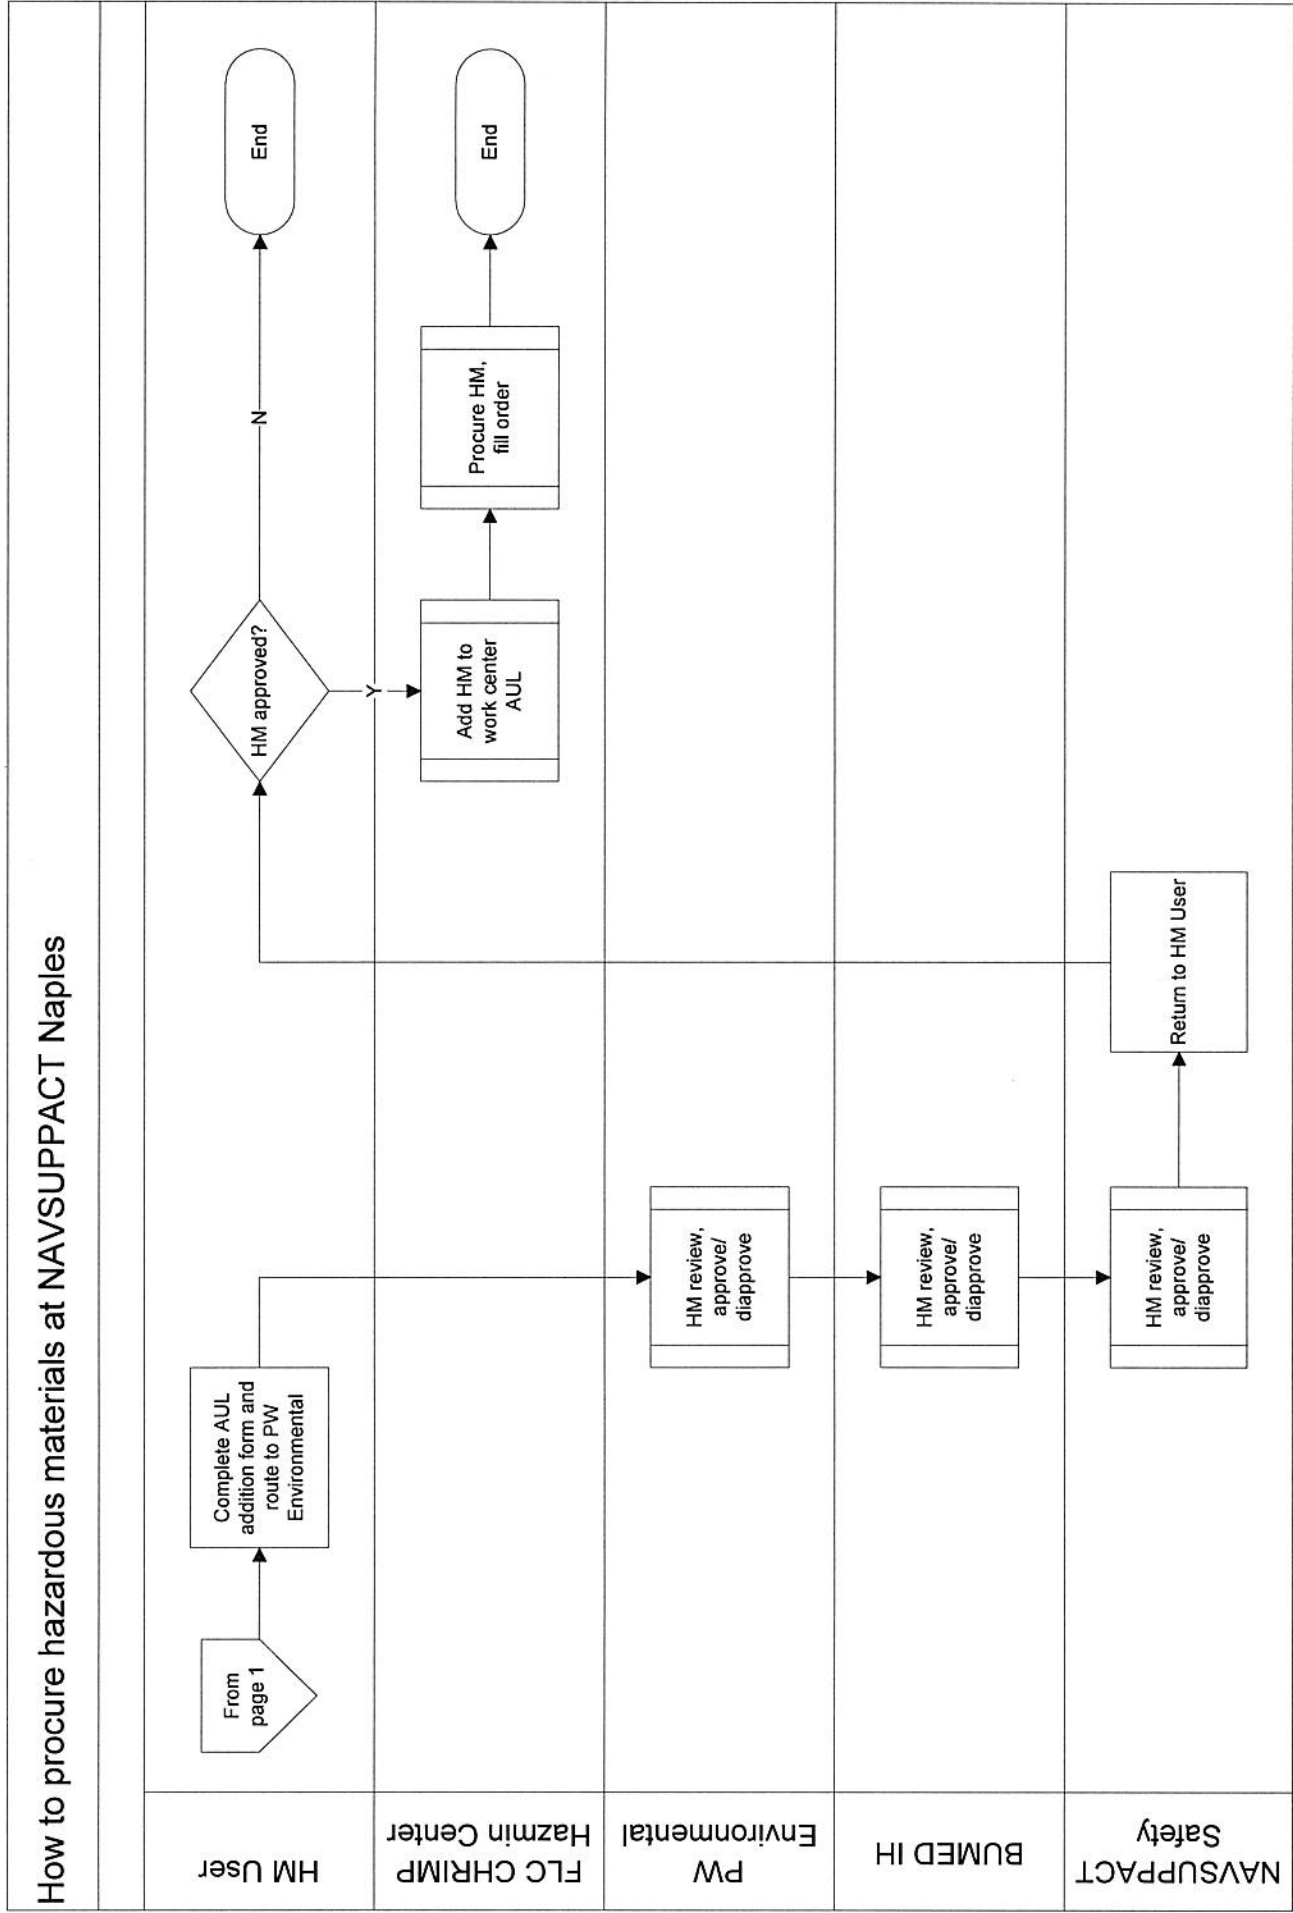 How to procure hazardous materials at NAVSUPPACT Naples
HM User
From
page 1
Complete AUL
addition form and
route to PW
Environmental
HM approved?
N
End
Y
FLC CHRIMP
Hazmin Center
Add HM to
work center
AUL
Procure HM,
fill order
End
PW
Environmental
HM review,
approve/
diapprove
BUMED IH
HM review,
approve/
diapprove
NAVSUPPACT
Safety
HM review,
approve/
diapprove
Return to HM User